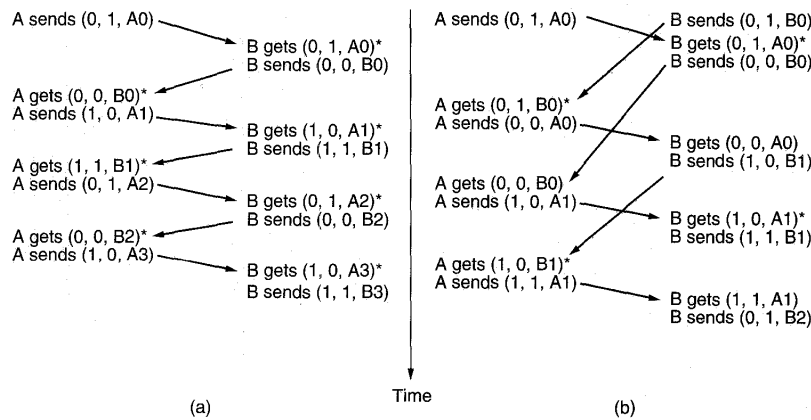 A sends (0, 1, A0)
B gets (0, 1, A0)*
B sends (0, 0, B0)
A gets (0, 0, B0)*
A sends (1, 0, A1)
B gets (1, 0, A1)*
B sends (1, 1, B1)
A gets (1, 1, B1)*
A sends (0, 1, A2)
B gets (0, 1, A2)*
B sends (0, 0, B2)
A gets (0, 0, B2)*
A sends (1, 0, A3)
B gets (1, 0, A3)*
B sends (1, 1, B3)
(a)
Time
A sends (0, 1, A0)
B sends (0, 1, B0)
B gets (0, 1, A0)*
B sends (0, 0, B0)
A gets (0, 1, B0)*
A sends (0, 0, A0)
B gets (0, 0, A0)
B sends (1, 0, B1)
A gets (0, 0, B0)
A sends (1, 0, A1)
B gets (1, 0, A1)*
B sends (1, 1, B1)
A gets (1, 0, B1)*
A sends (1, 1, A1)
B gets (1, 1, A1)
B sends (0, 1, B2)
(b)